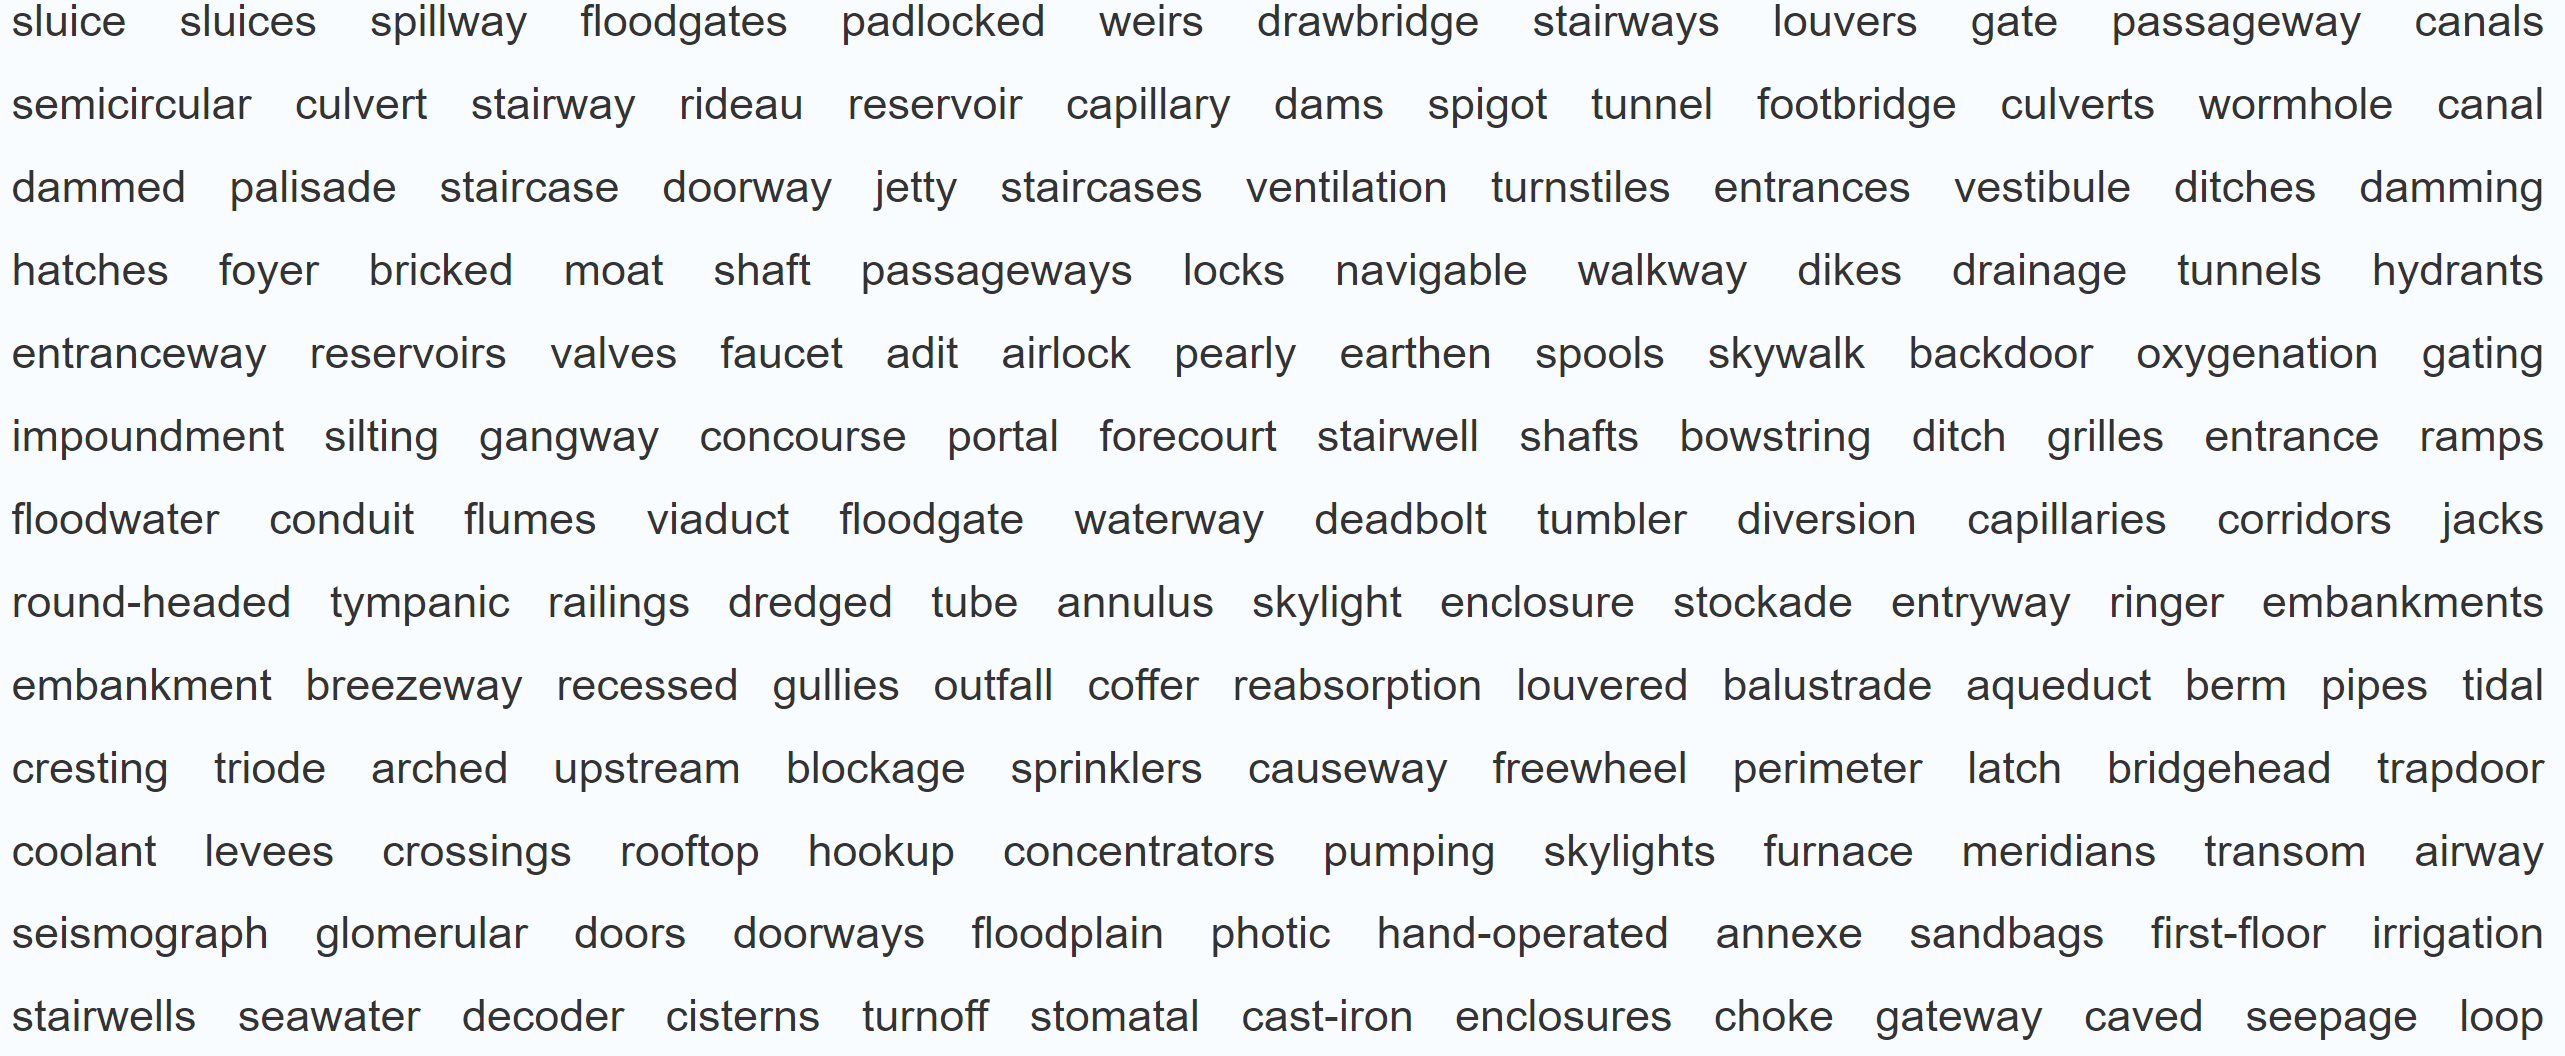 sluice sluices spillway floodgates padlocked weirs drawbridge stairways louvers gate passageway canals
semicircular culvert stairway rideau reservoir capillary dams spigot tunnel footbridge culverts wormhole canal
dammed palisade staircase doorway jetty staircases ventilation turnstiles entrances vestibule ditches damming
hatches foyer bricked moat shaft passageways locks navigable walkway dikes drainage tunnels hydrants
entranceway reservoirs valves faucet adit airlock pearly earthen spools skywalk backdoor oxygenation gating
impoundment silting gangway concourse portal forecourt stairwell shafts bowstring ditch grilles entrance ramps
floodwater conduit flumes viaduct floodgate waterway deadbolt tumbler diversion capillaries corridors jacks
round-headed tympanic railings dredged tube annulus skylight enclosure stockade entryway ringer embankments
embankment breezeway recessed gullies outfall coffer reabsorption louvered balustrade aqueduct berm pipes tidal
cresting triode arched upstream blockage sprinklers causeway freewheel perimeter latch bridgehead trapdoor
coolant levees crossings rooftop hookup concentrators pumping skylights furnace meridians transom airway
seismograph glomerular doors doorways floodplain photic hand-operated annexe sandbags first-floor irrigation
stairwells seawater decoder cisterns turnoff stomatal cast-iron enclosures choke gateway caved seepage loop